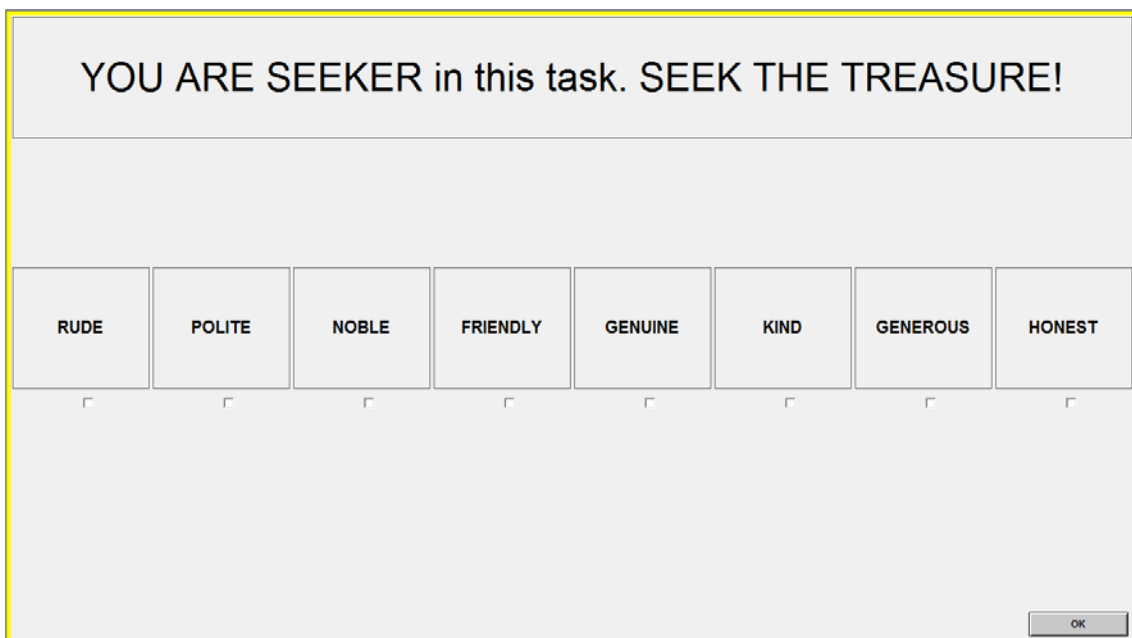 YOU ARE SEEKER in this task. SEEK THE TREASURE!
RUDE POLITE NOBLE FRIENDLY GENUINE KIND GENEROUS HONEST
OK